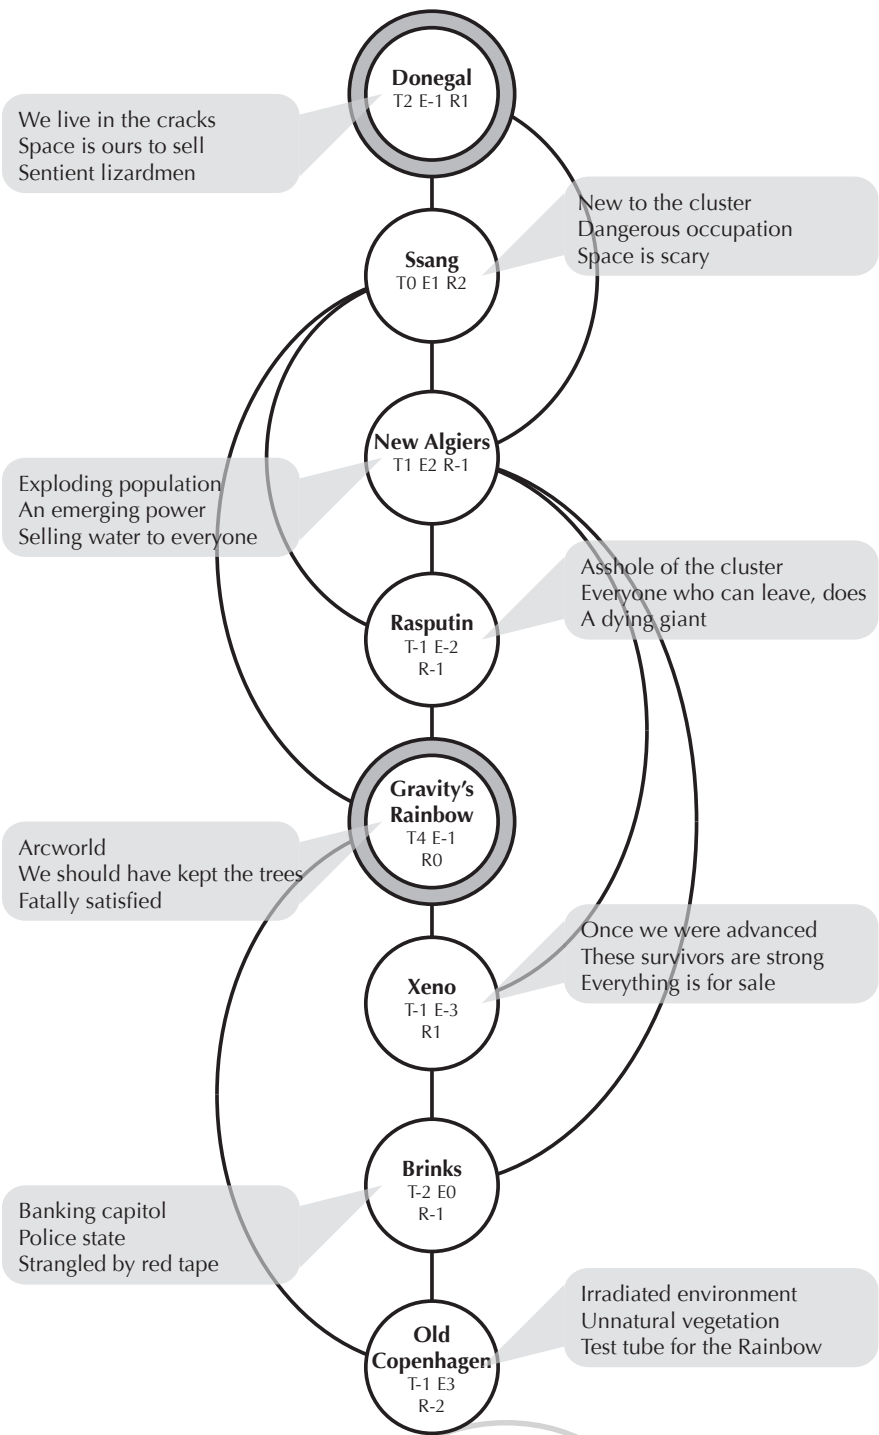 Donegal
T2 E-1 R1
We live in the cracks
Space is ours to sell
Sentient lizardmen
New to the cluster
Dangerous occupation
Space is scary
Ssang
T0 E1 R2
New Algiers
T1 E2 R-1
Exploding population
An emerging power
Selling water to everyone
Asshole of the cluster
Everyone who can leave, does
A dying giant
Rasputin
T-1 E-2
R-1
Gravity's
Rainbow
T4 E-1
R0
Arcworld
We should have kept the trees
Fatally satisfied
Once we were advanced
These survivors are strong
Everything is for sale
Xeno
T-1 E-3
R1
Brinks
T-2 E0
R-1
Banking capitol
Police state
Strangled by red tape
Irradiated environment
Unnatural vegetation
Test tube for the Rainbow
Old
Copenhagen
T-1 E3
R-2